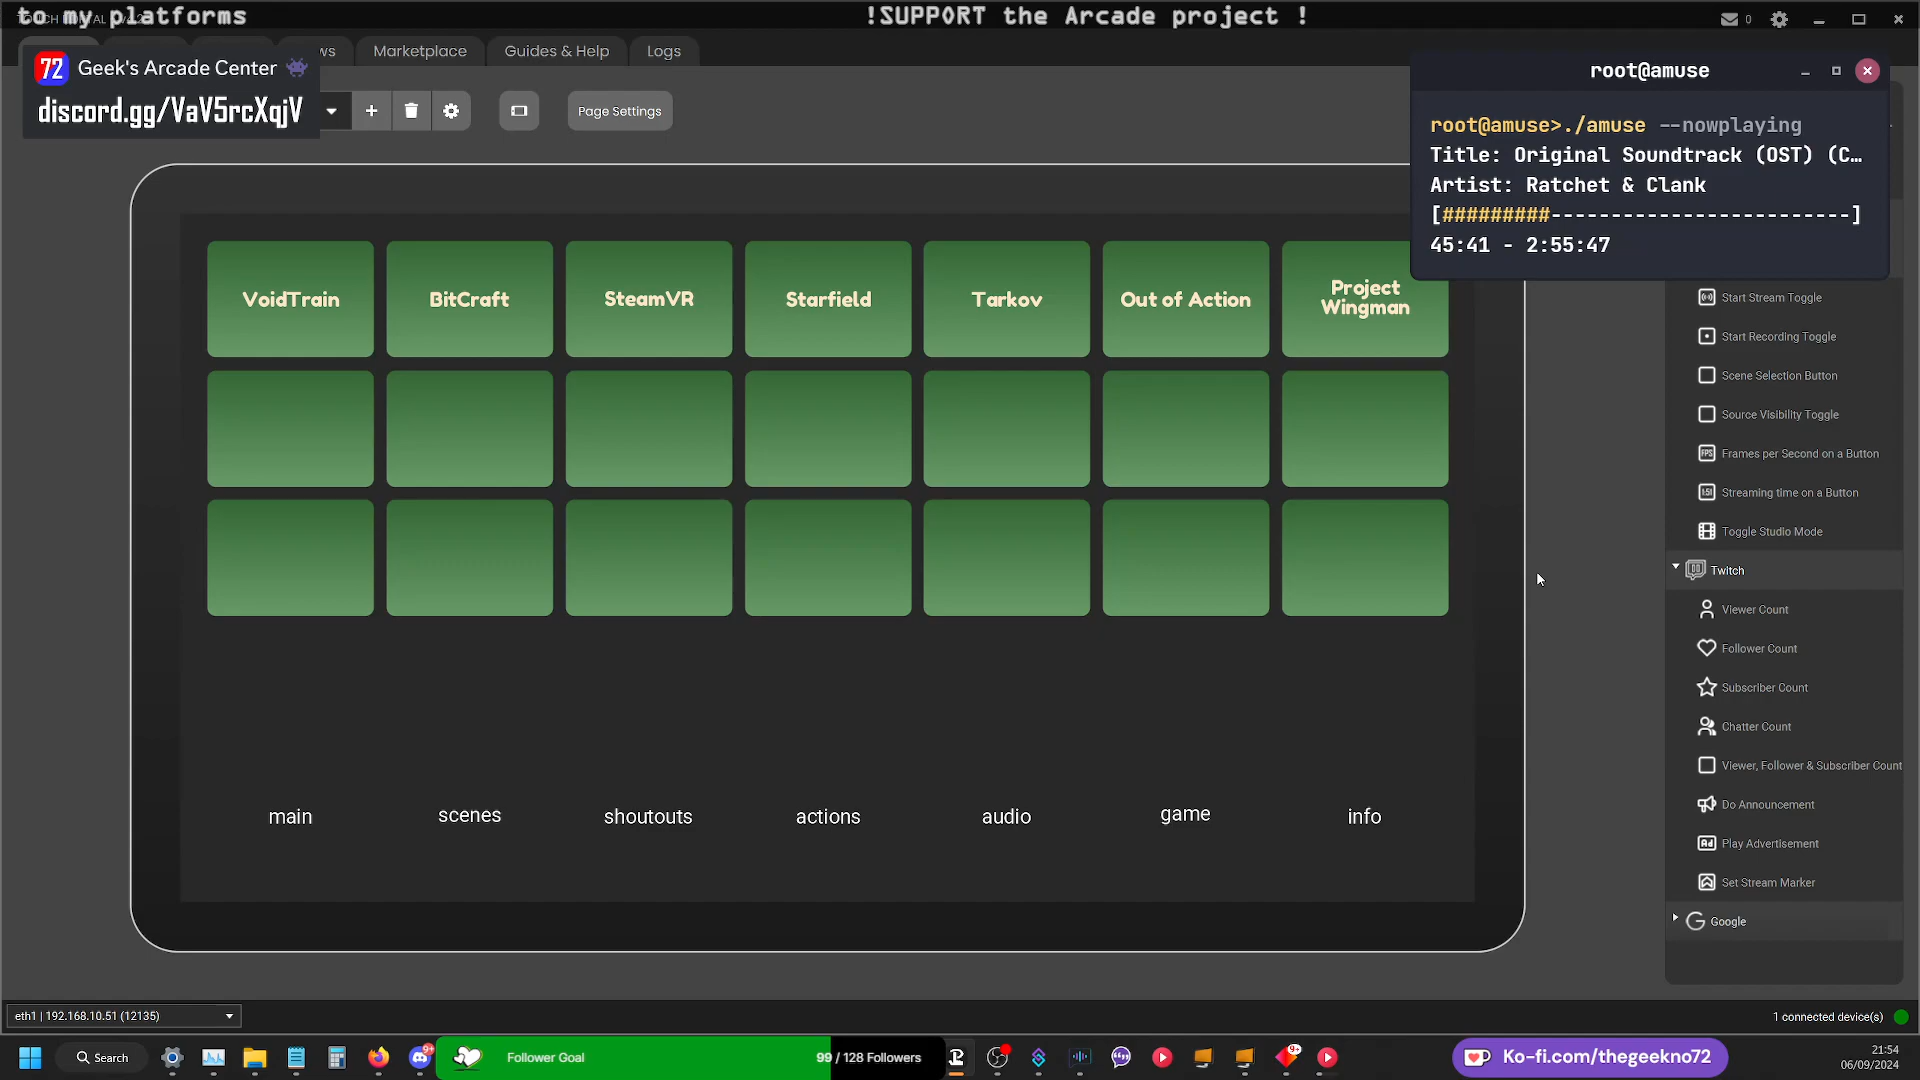 to my platforms
!SUPPORT the Arcade project !
0
ws
Marketplace
Guides & Help
Logs
72 Geek's Arcade Center
discord.gg/VaV5rcXqjV
Page Settings
root@amuse
root@amuse>./amuse --nowplaying
Title: Original Soundtrack (OST) (C…
Artist: Ratchet & Clank
[#########-------------------------]
45:41 - 2:55:47
VoidTrain
BitCraft
SteamVR
Starfield
Tarkov
Out of Action
Project
Wingman
Start Stream Toggle
Start Recording Toggle
Scene Selection Button
Source Visibility Toggle
FPS Frames per Second on a Button
Streaming time on a Button
Toggle Studio Mode
Twitch
Viewer Count
Follower Count
Subscriber Count
Chatter Count
Viewer, Follower & Subscriber Count
Do Announcement
Ad Play Advertisement
Set Stream Marker
Google
main
scenes
shoutouts
actions
audio
game
info
eth1 | 192.168.10.51 (12135)
1 connected device(s)
Search
9+
Follower Goal
99 / 128 Followers
9+
Ko-fi.com/thegeekno72
21:54
06/09/2024